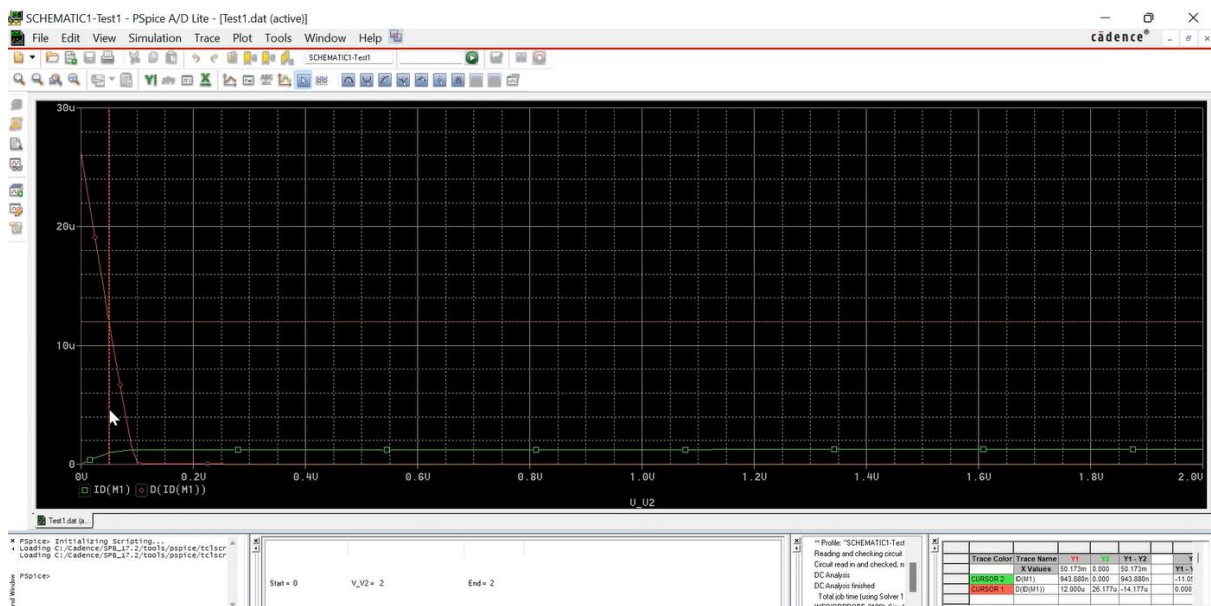 SCHEMATIC1-Test1 - PSpice A/D Lite - [Test1.dat (active)]
File Edit View Simulation Trace Plot Tools Window Help
cādence®
SCHEMATIC1-Test1
30u
20u
10u
0
0V 0.2V 0.4V 0.6V 0.8V 1.0V 1.2V 1.4V 1.6V 1.8V 2.0V
ID(M1) D(ID(M1))
V_V2
Test1.dat (a...
PSpice> Initializing Scripting...
Loading C:/Cadence/SPB_17.2/tools/pspice/tclscr
Loading C:/Cadence/SPB_17.2/tools/pspice/tclscr
PSpice>
Start = 0 V_V2 = 2 End = 2
** Profile: "SCHEMATIC1-Test
Reading and checking circuit
Circuit read in and checked, n
DC Analysis
DC Analysis finished
Total job time (using Solver 1
Trace Color Trace Name Y1 Y2 Y1 - Y2
X Values 50.173m 0.000 50.173m
CURSOR 2 ID(M1) 943.880n 0.000 943.880n
CURSOR 1 D(ID(M1)) 12.000u 26.177u -14.177u 0.000